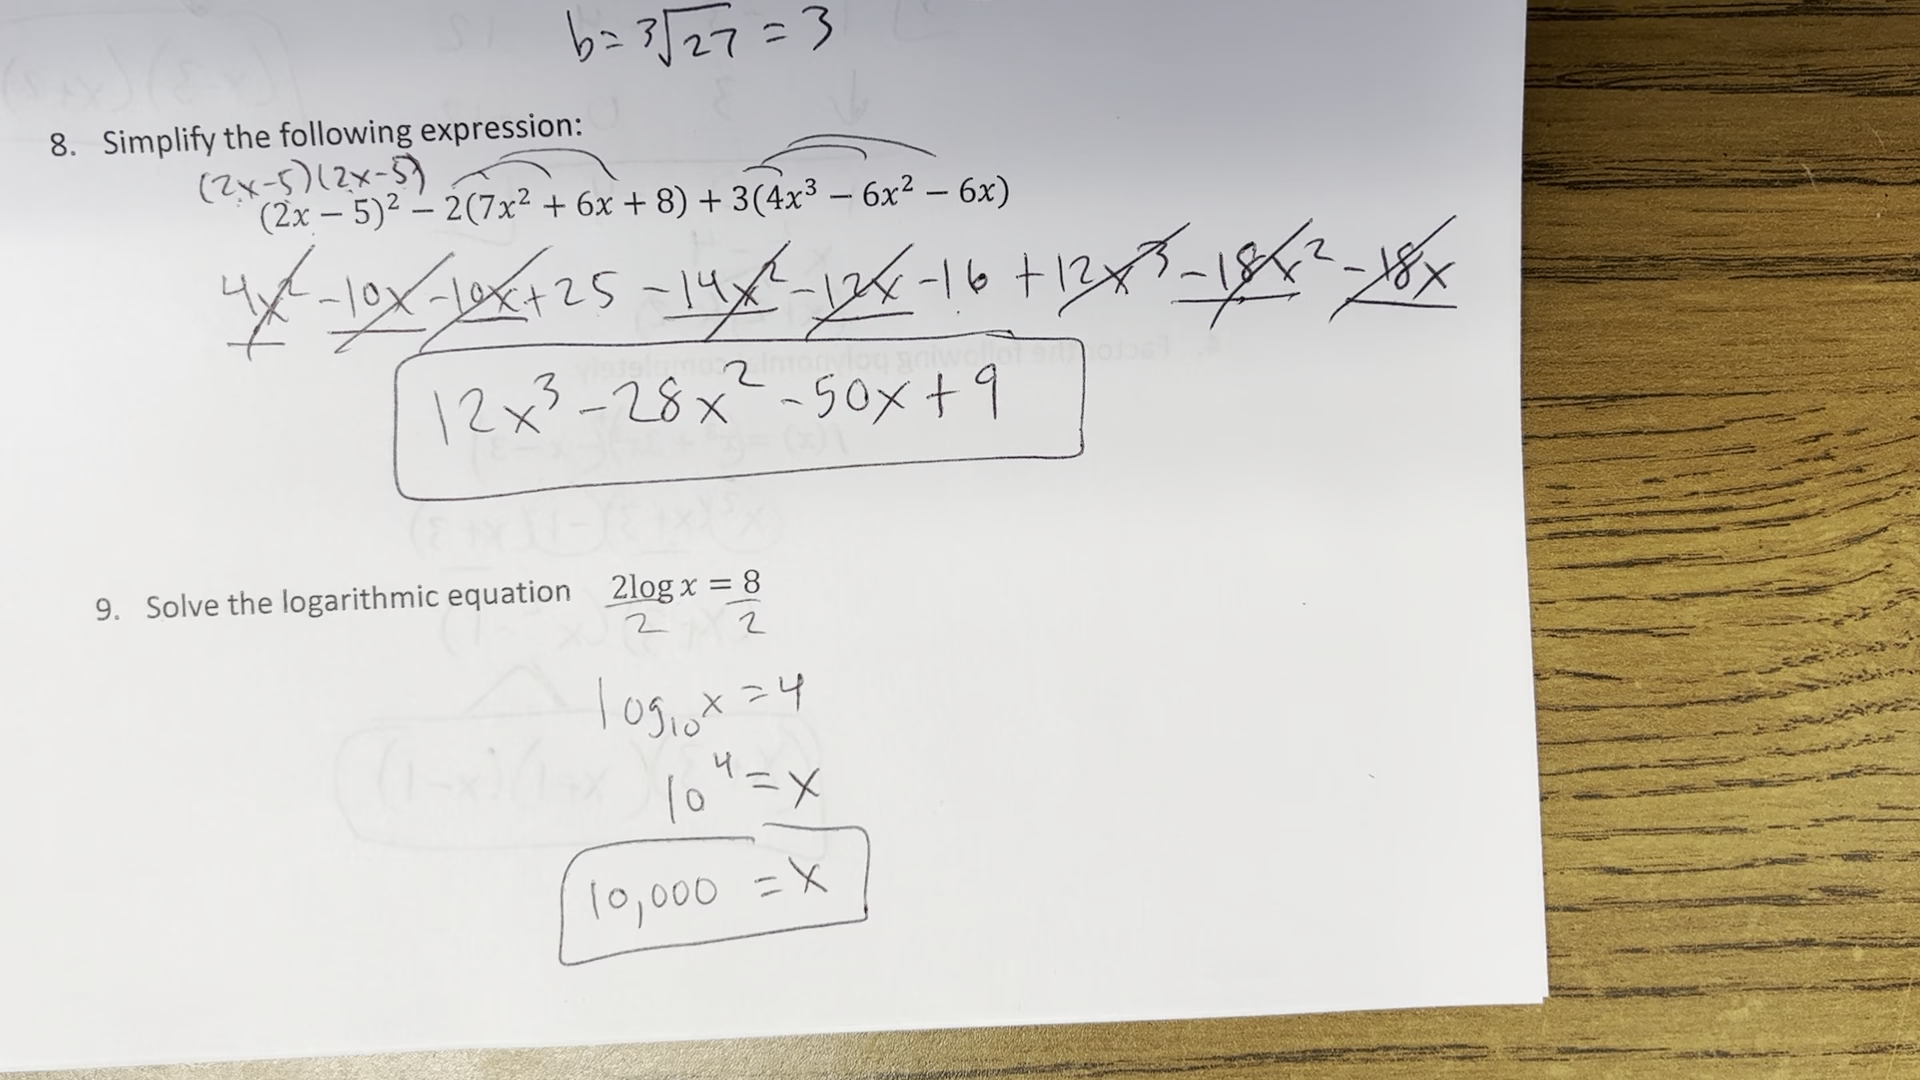 b = ³√27 = 3
8. Simplify the following expression:
(2x-5)(2x-5)
(2x − 5)² − 2(7x² + 6x + 8) + 3(4x³ − 6x² − 6x)
4x² -10x -10x +25 -14x² -12x -16 +12x³ -18x² -18x
12x³ -28x² -50x +9
9. Solve the logarithmic equation 2log x = 8
2 2
log₁₀x = 4
10⁴ = x
10,000 = x